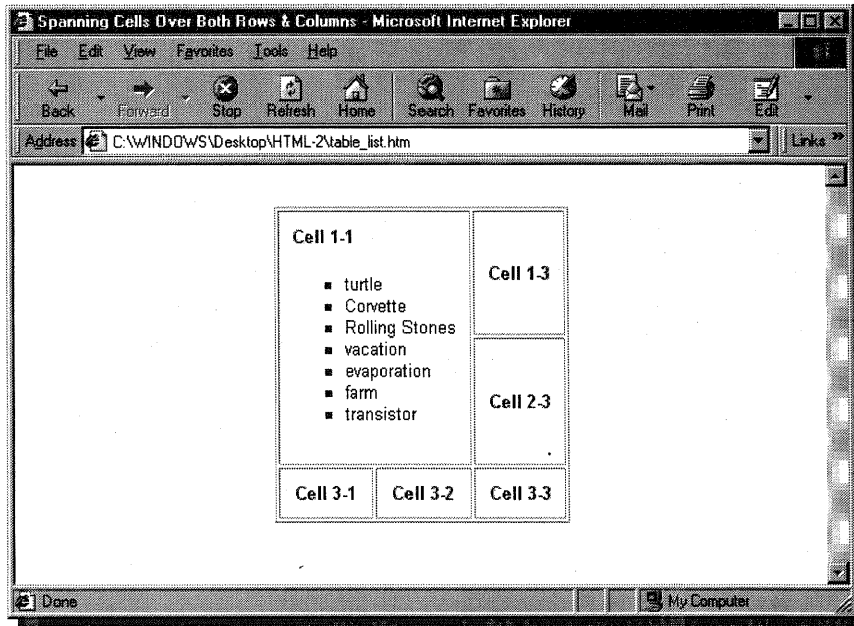 Spanning Cells Over Both Rows & Columns - Microsoft Internet Explorer
File Edit View Favorites Tools Help
Back Forward Stop Refresh Home Search Favorites History Mail Print Edit
Address C:\WINDOWS\Desktop\HTML-2\table_list.htm Links »
Cell 1-1
turtle
Corvette
Rolling Stones
vacation
evaporation
farm
transistor
Cell 1-3
Cell 2-3
Cell 3-1 Cell 3-2 Cell 3-3
Done My Computer